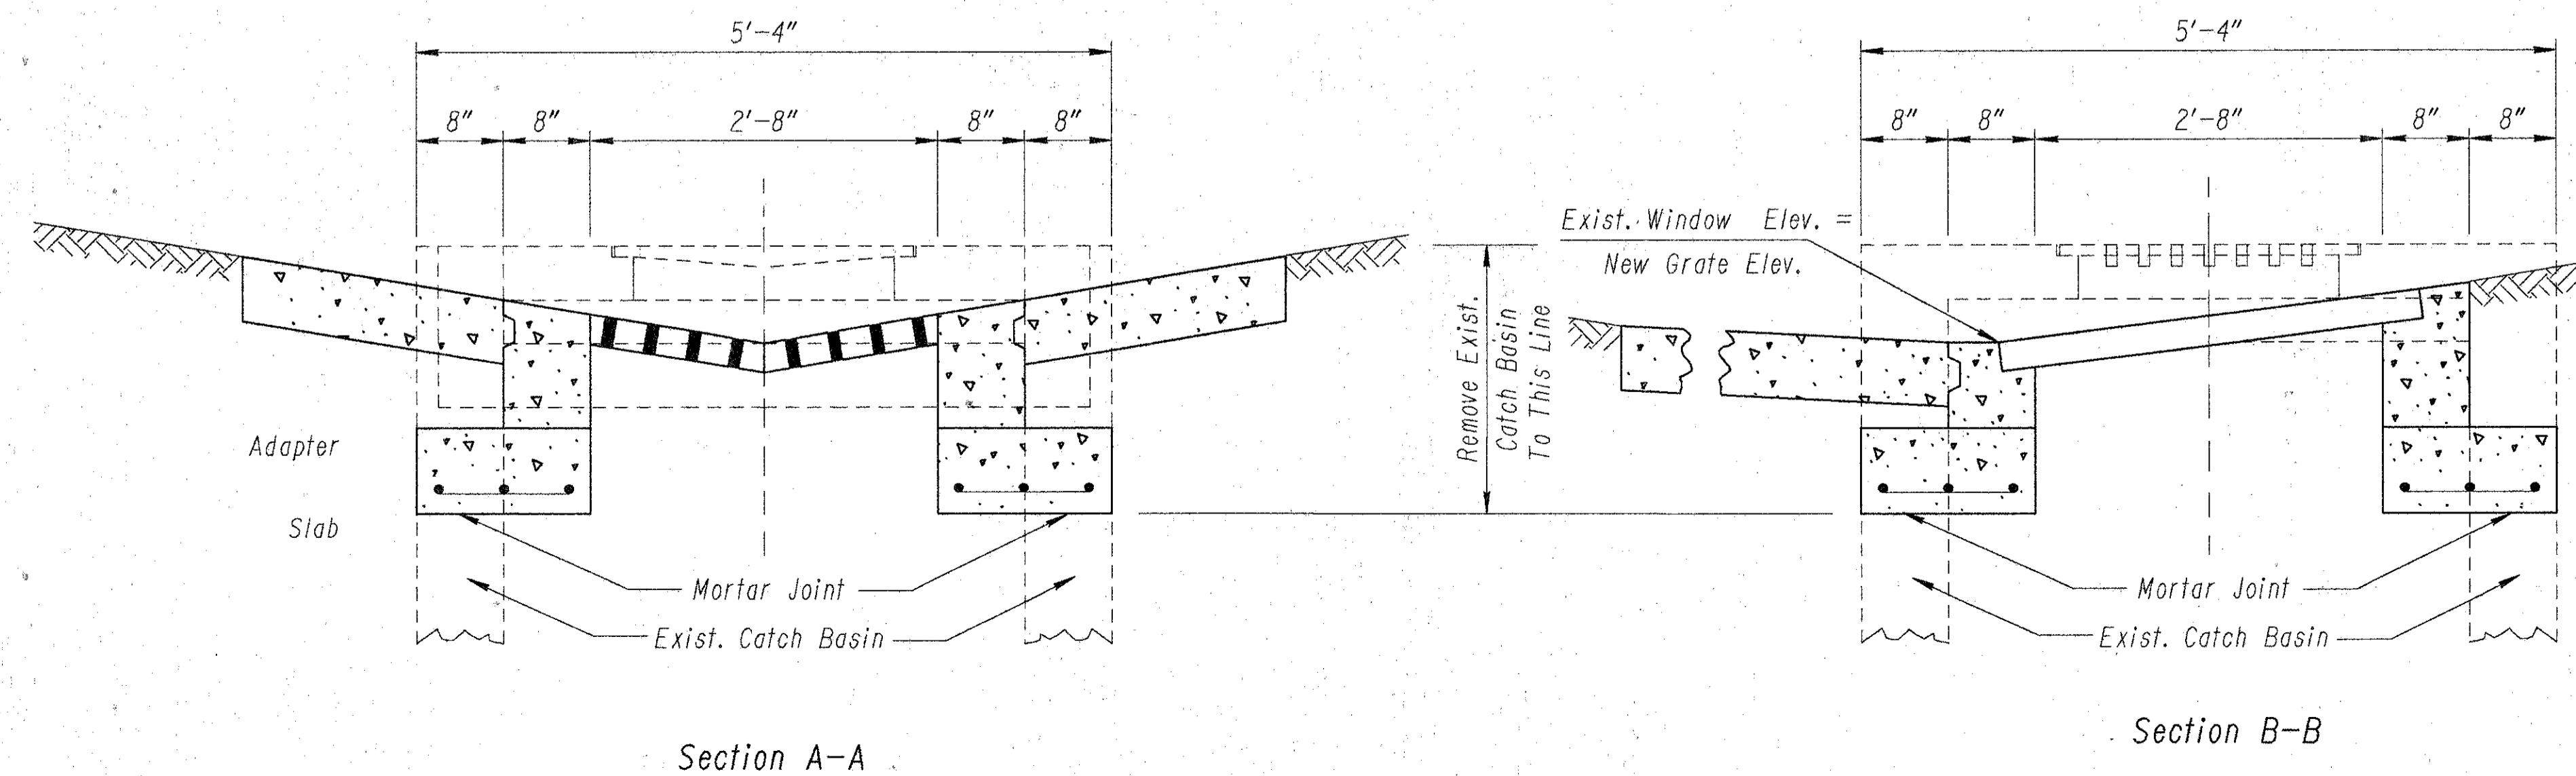 5'-4"
8" 8" 2'-8" 8" 8"
Adapter
Slab
Mortar Joint
Exist. Catch Basin
Section A-A
Remove Exist.
Catch Basin
To This Line
5'-4"
8" 8" 2'-8" 8" 8"
Exist. Window Elev. =
New Grate Elev.
Mortar Joint
Exist. Catch Basin
Section B-B